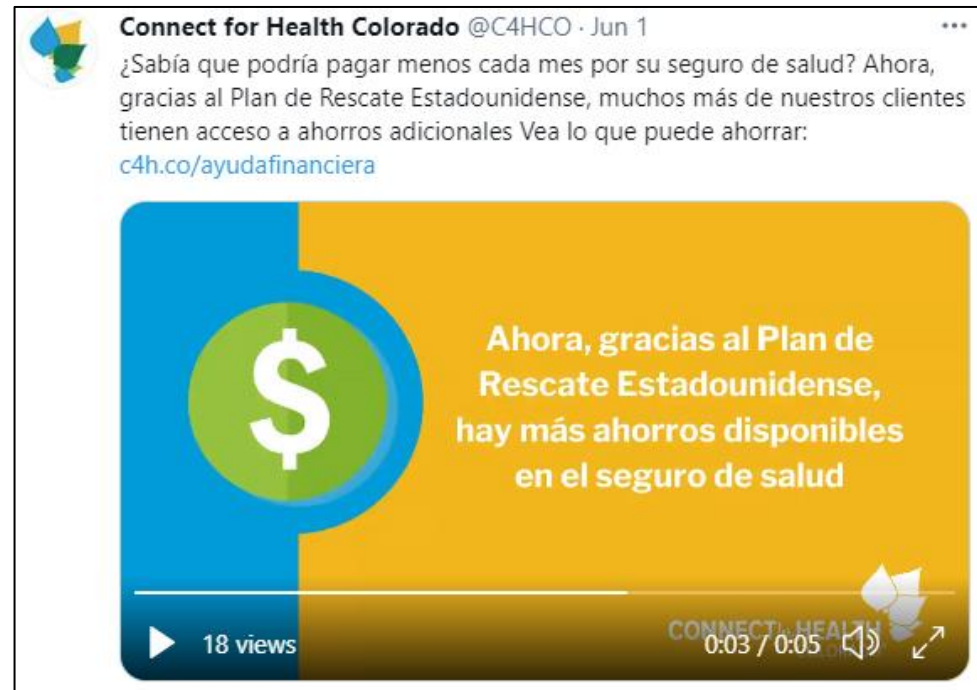 Connect for Health Colorado @C4HCO · Jun 1
¿Sabía que podría pagar menos cada mes por su seguro de salud? Ahora,
gracias al Plan de Rescate Estadounidense, muchos más de nuestros clientes
tienen acceso a ahorros adicionales Vea lo que puede ahorrar:
c4h.co/ayudafinanciera
$
Ahora, gracias al Plan de
Rescate Estadounidense,
hay más ahorros disponibles
en el seguro de salud
CONNECT for HEALTH
18 views
0:03 / 0:05